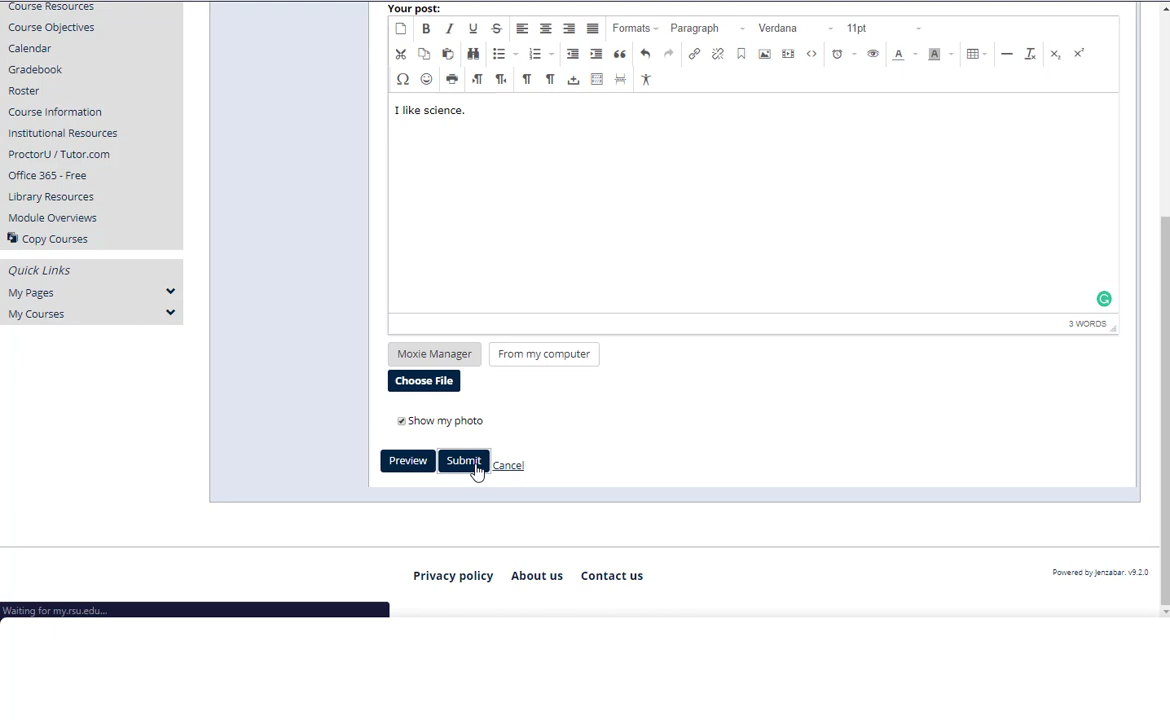 Course Resources
Course Objectives
Calendar
Gradebook
Roster
Course Information
Institutional Resources
ProctorU / Tutor.com
Office 365 - Free
Library Resources
Module Overviews
Copy Courses
Quick Links
My Pages
My Courses
Your post:
Formats Paragraph Verdana 11pt
I like science.
3 WORDS
Moxie Manager From my computer
Choose File
Show my photo
Preview Submit Cancel
Privacy policy About us Contact us
Powered by Jenzabar. v9.2.0
Waiting for my.rsu.edu...